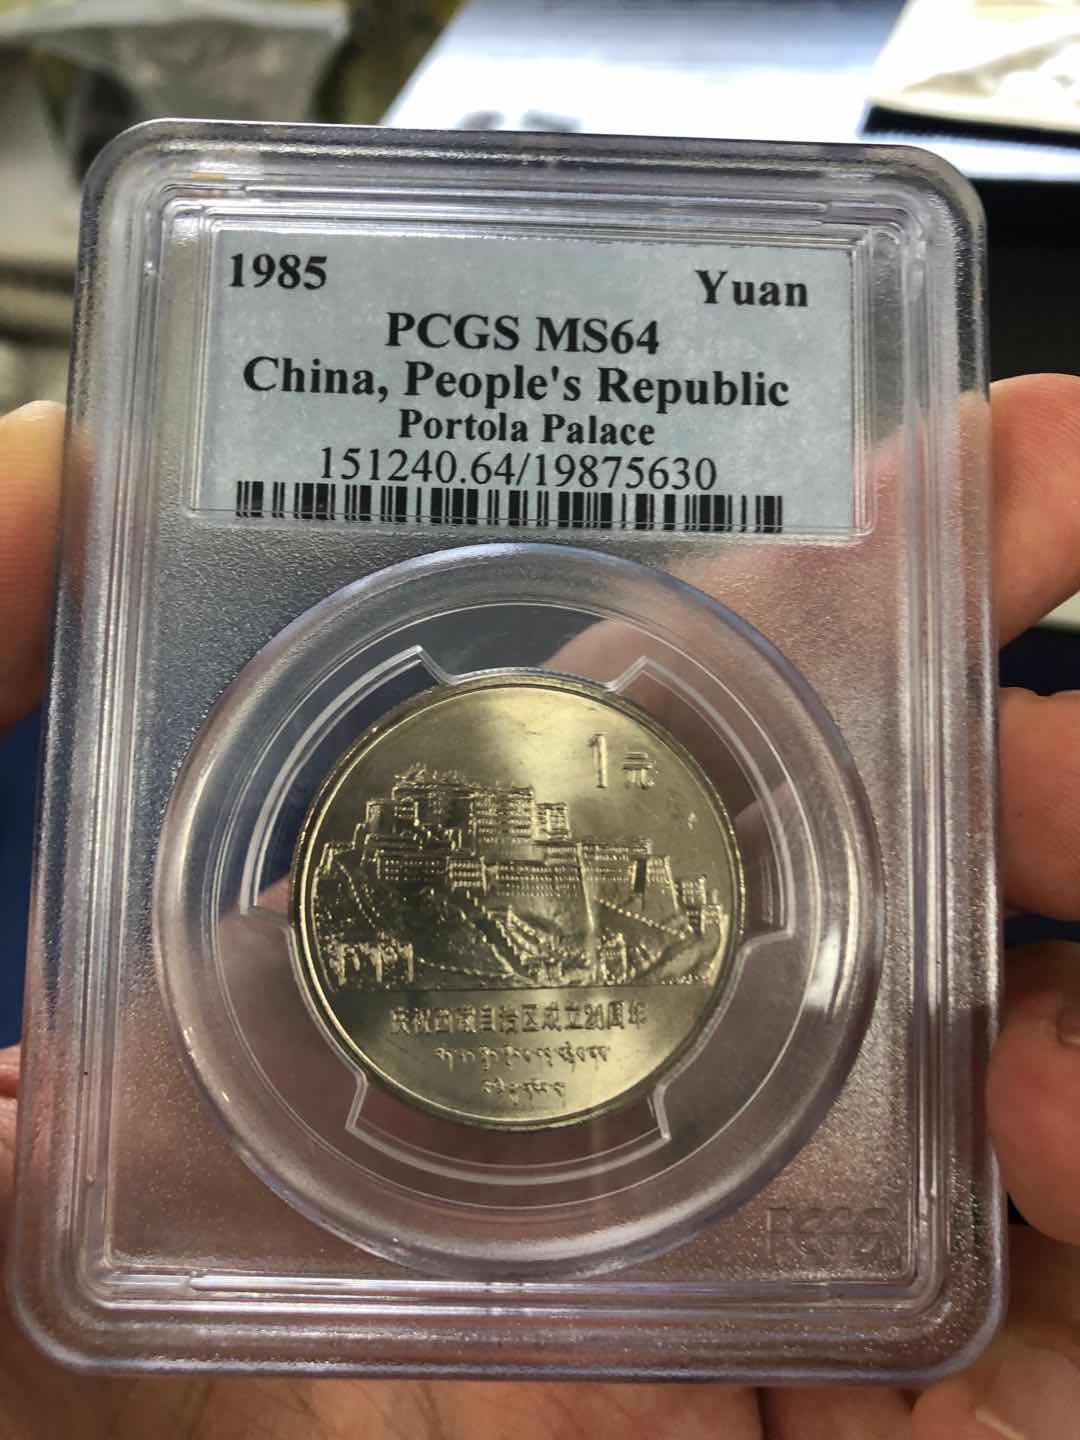 1985 Yuan
PCGS MS64
China, People's Republic
Portola Palace
151240.64/19875630
1元
庆祝西藏自治区成立20周年
PCGS